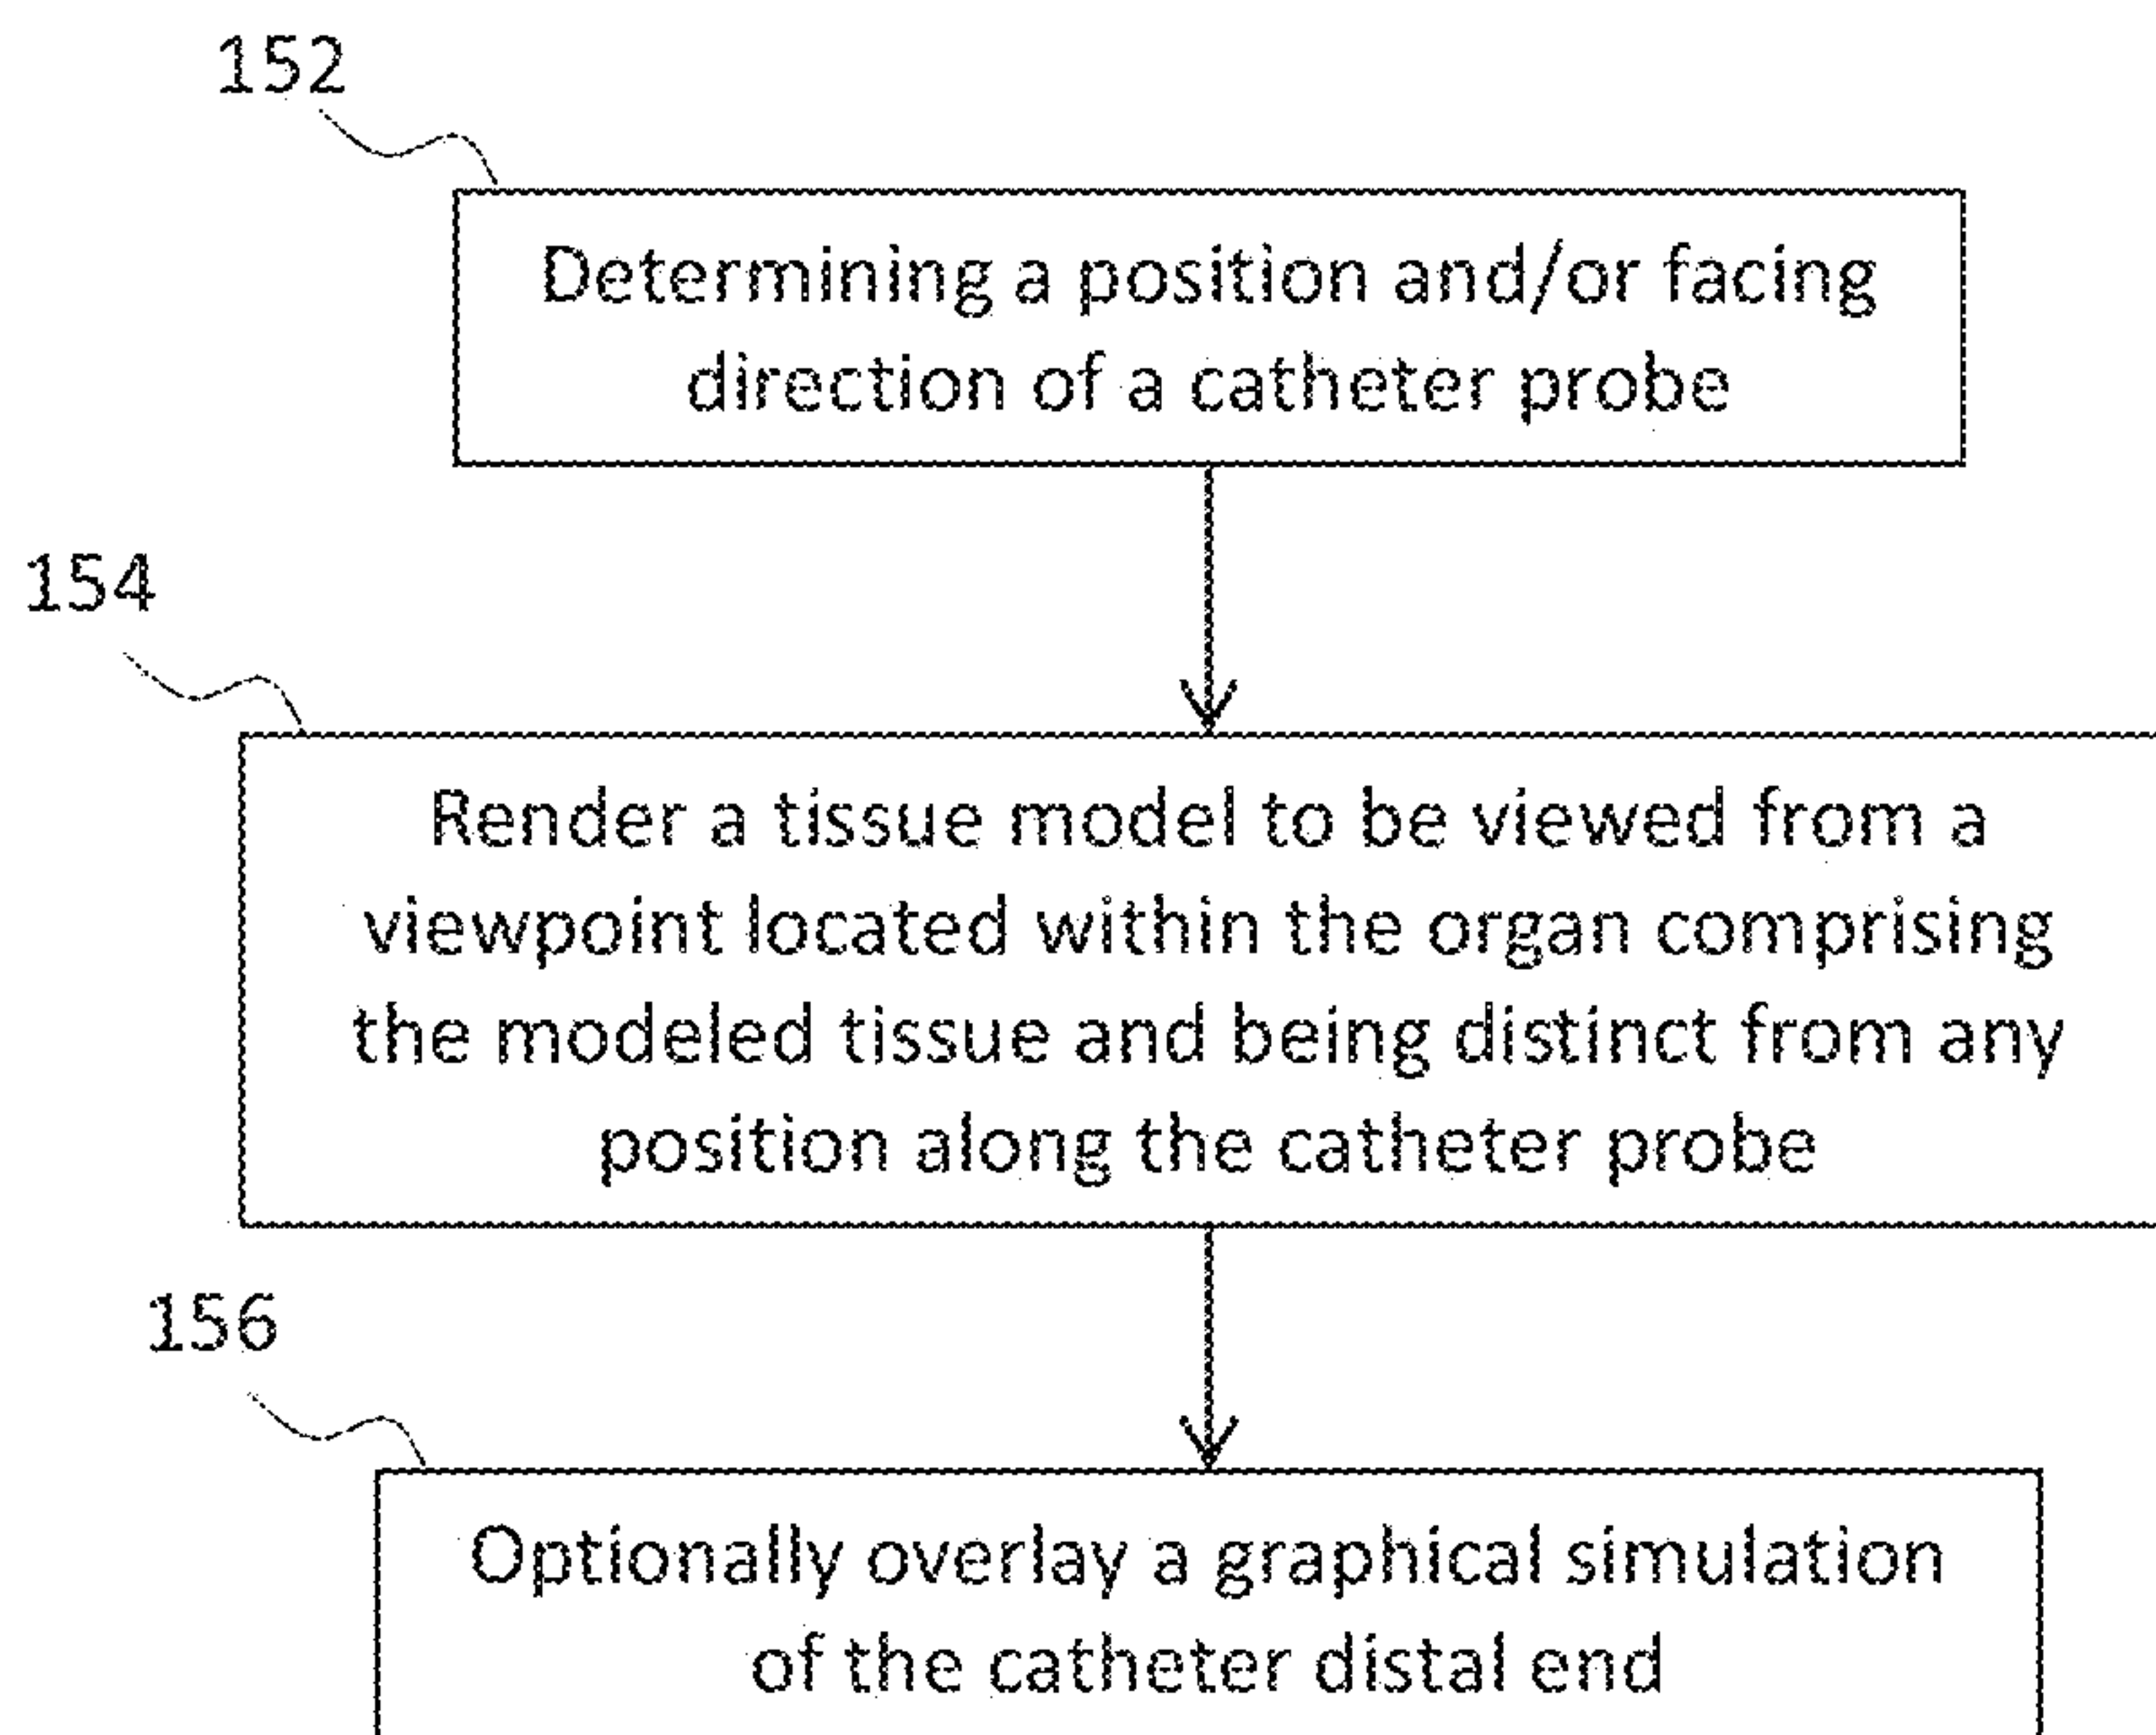 152
Determining a position and/or facing
direction of a catheter probe
154
Render a tissue model to be viewed from a
viewpoint located within the organ comprising
the modeled tissue and being distinct from any
position along the catheter probe
156
Optionally overlay a graphical simulation
of the catheter distal end